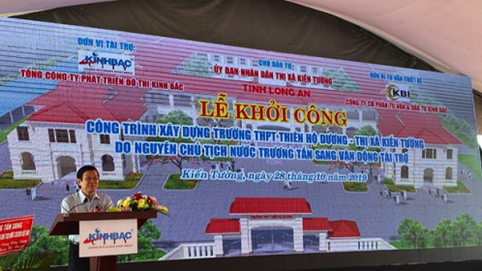 ĐƠN VỊ TÀI TRỢ:
KINHBAC
TỔNG CÔNG TY PHÁT TRIỂN ĐÔ THỊ KINH BẮC
CHỦ ĐẦU TƯ:
ỦY BAN NHÂN DÂN THỊ XÃ KIẾN TƯỜNG
TỈNH LONG AN
ĐƠN VỊ TƯ VẤN THIẾT KẾ
KBI
CÔNG TY CỔ PHẦN TƯ VẤN & ĐẦU TƯ KINH BẮC
LỄ KHỞI CÔNG
CÔNG TRÌNH XÂY DỰNG TRƯỜNG THPT THIÊN HỘ DƯƠNG - THỊ XÃ KIẾN TƯỜNG
DO NGUYÊN CHỦ TỊCH NƯỚC TRƯƠNG TẤN SANG VẬN ĐỘNG TÀI TRỢ
Kiến Tường, ngày 28 tháng 10 năm 2019
TẤN SANG
KINHBAC